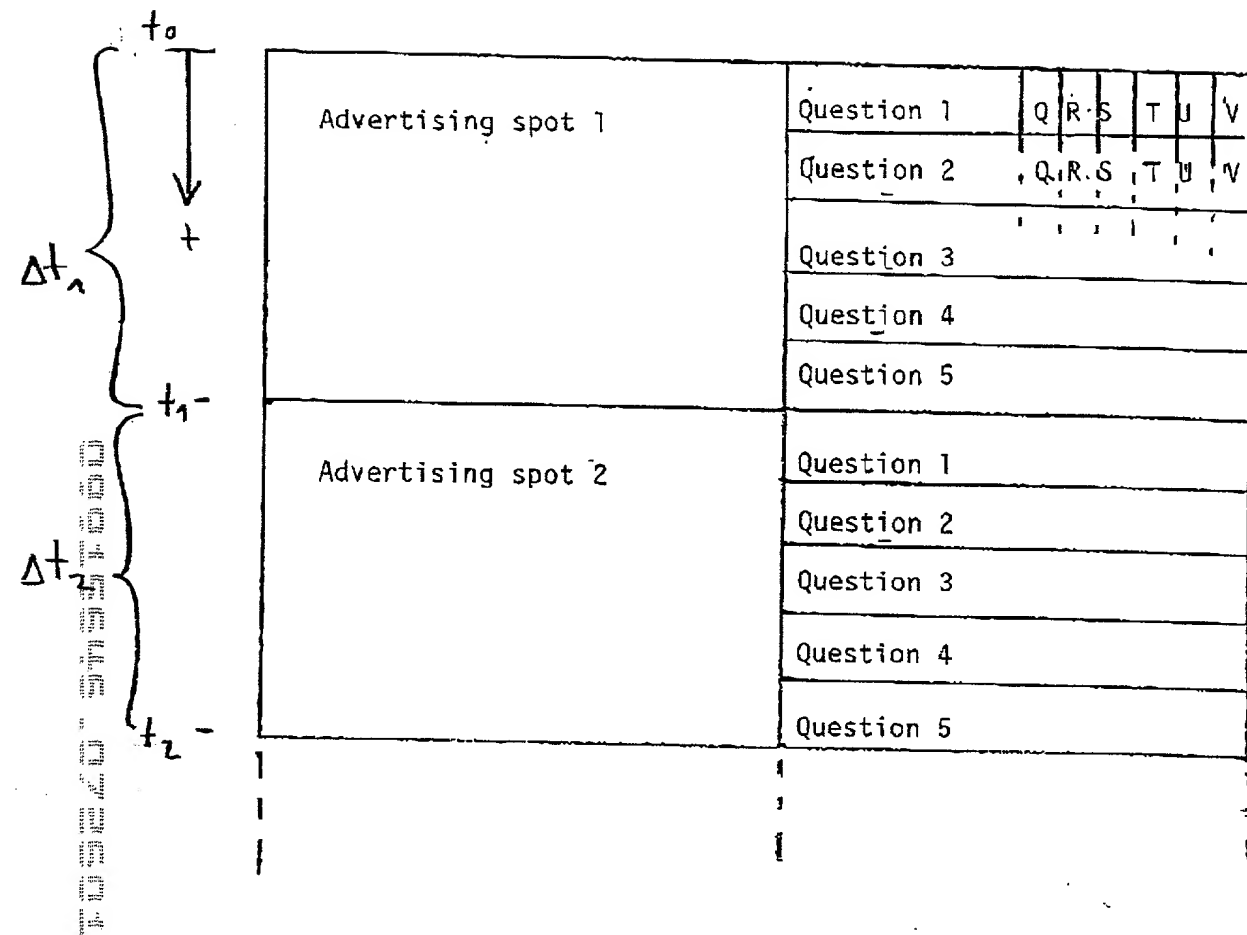 t₀
Advertising spot 1
Question 1 Q R S T U V
Question 2 Q R S T U V
t
Question 3
Δt₁
Question 4
Question 5
t₁
Question 1
Advertising spot 2
Question 2
Δt₂
Question 3
Question 4
Question 5
t₂